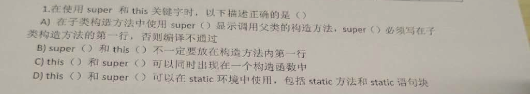 1.在使用 super 和 this 关键字时，以下描述正确的是（）
A）在子类构造方法中使用 super（）显示调用父类的构造方法，super（）必须写在子
类构造方法的第一行，否则编译不通过
B) super（）和 this（）不一定要放在构造方法内第一行
C) this（）和 super（）可以同时出现在一个构造函数中
D) this（）和 super（）可以在 static 环境中使用，包括 static 方法和 static 语句块